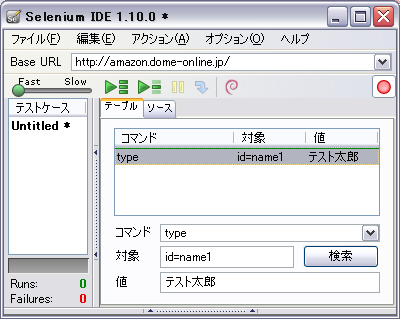 Selenium IDE 1.10.0 *
ファイル(F) 編集(E) アクション(A) オプション(O) ヘルプ
Base URL http://amazon.dome-online.jp/
Fast Slow
テストケース
Untitled *
テーブル ソース
コマンド 対象 値
type id=name1 テスト太郎
コマンド type
対象 id=name1 検索
値 テスト太郎
Runs: 0
Failures: 0